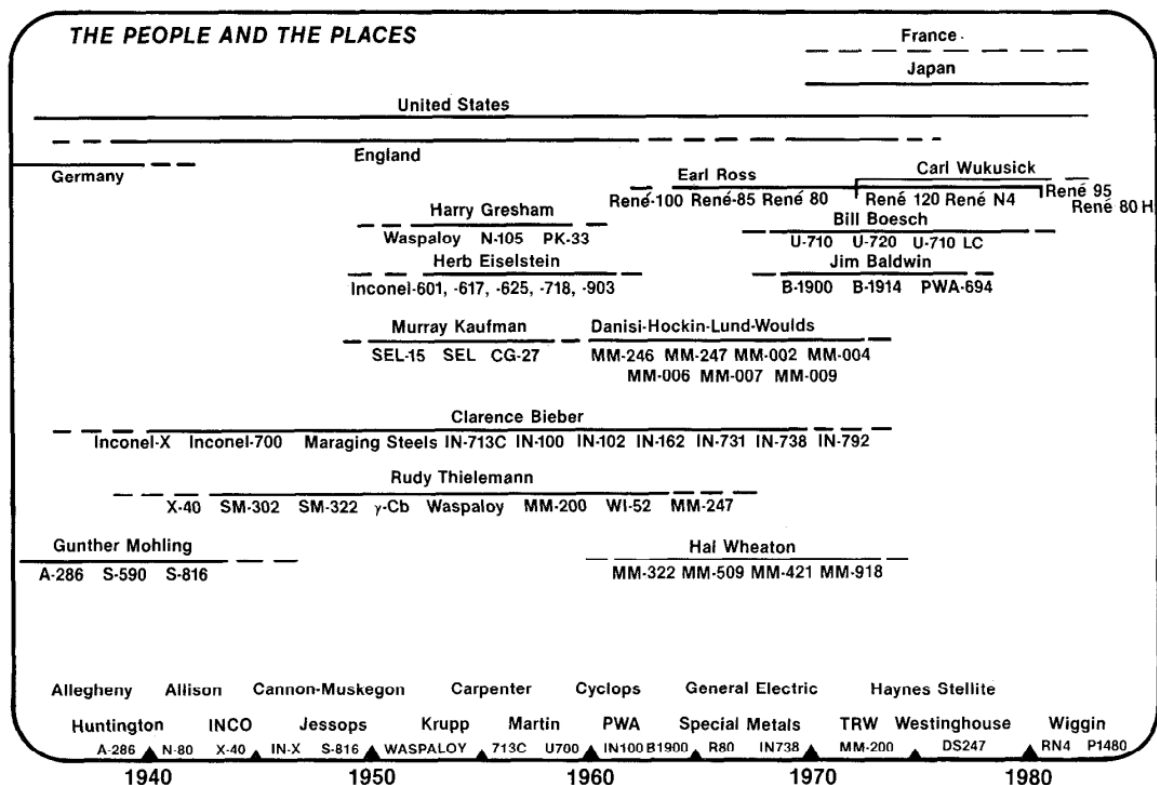 THE PEOPLE AND THE PLACES
France
Japan
United States
England
Germany
Earl Ross
Carl Wukusick
René-100 René-85 René 80
René 120 René N4
René 95
René 80 H
Harry Gresham
Waspaloy N-105 PK-33
Bill Boesch
U-710 U-720 U-710 LC
Herb Eiselstein
Inconel-601, -617, -625, -718, -903
Jim Baldwin
B-1900 B-1914 PWA-694
Murray Kaufman
SEL-15 SEL CG-27
Danisi-Hockin-Lund-Woulds
MM-246 MM-247 MM-002 MM-004
MM-006 MM-007 MM-009
Clarence Bieber
Inconel-X Inconel-700 Maraging Steels IN-713C IN-100 IN-102 IN-162 IN-731 IN-738 IN-792
Rudy Thielemann
X-40 SM-302 SM-322 γ-Cb Waspaloy MM-200 WI-52 MM-247
Gunther Mohling
A-286 S-590 S-816
Hal Wheaton
MM-322 MM-509 MM-421 MM-918
Allegheny Allison Cannon-Muskegon Carpenter Cyclops General Electric Haynes Stellite
Huntington INCO Jessops Krupp Martin PWA Special Metals TRW Westinghouse Wiggin
A-286 N-80 X-40 IN-X S-816 WASPALOY 713C U700 IN100 B1900 R80 IN738 MM-200 DS247 RN4 P1480
1940 1950 1960 1970 1980